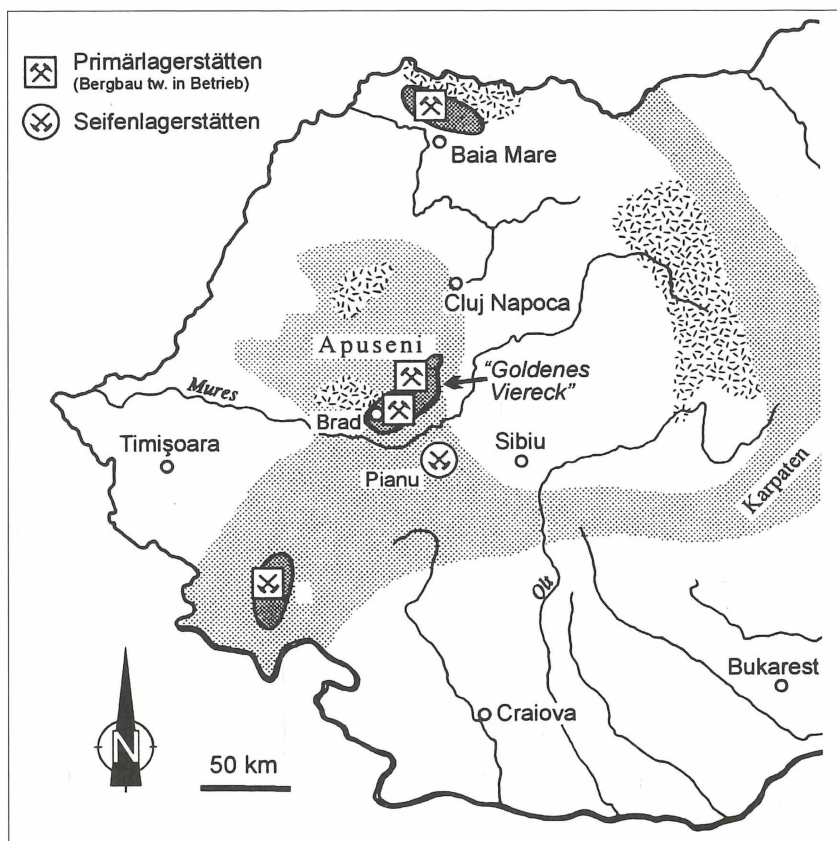 Primärlagerstätten
(Bergbau tw. in Betrieb)
Seifenlagerstätten
Baia Mare
Cluj Napoca
Apuseni
"Goldenes
Viereck"
Mures
Brad
Timişoara
Sibiu
Pianu
Karpaten
Olt
Bukarest
Craiova
N
50 km